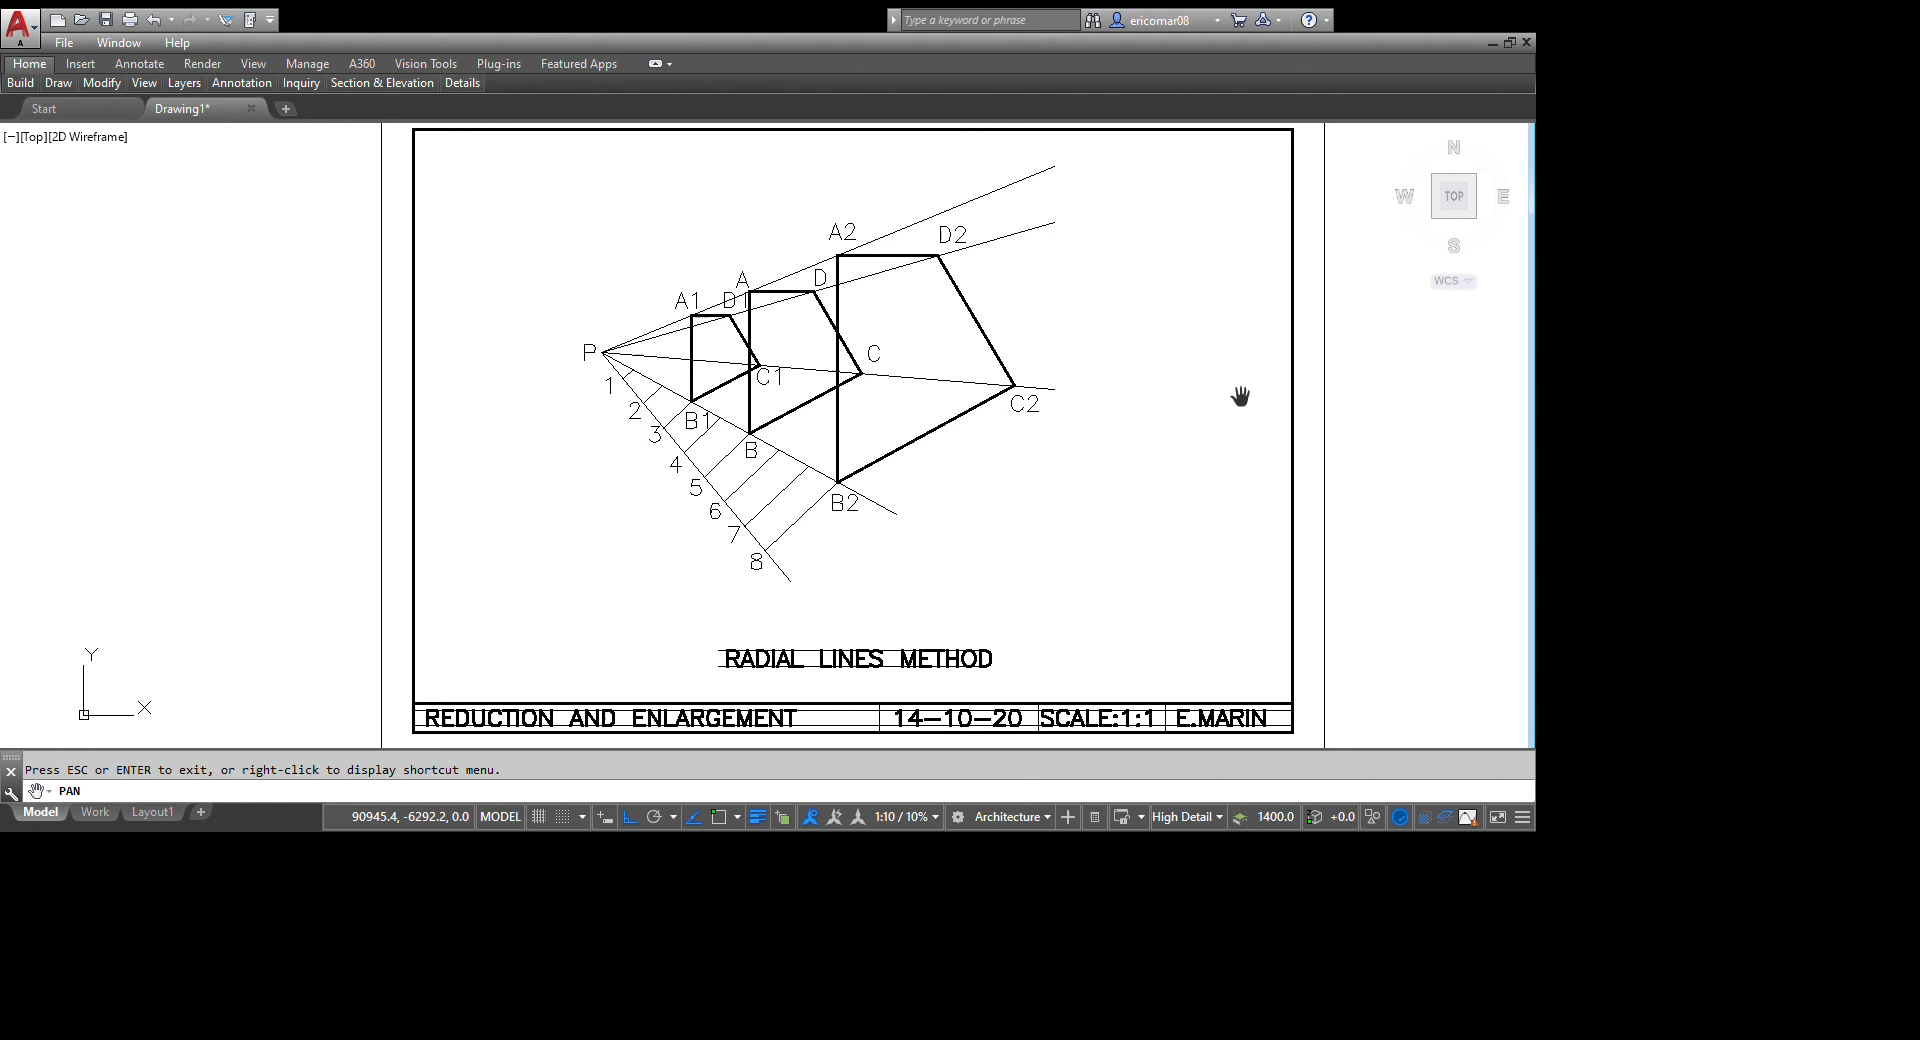 Type a keyword or phrase
ericomar08
A
File Window Help
Home Insert Annotate Render View Manage A360 Vision Tools Plug-ins Featured Apps
Build Draw Modify View Layers Annotation Inquiry Section & Elevation Details
Start Drawing1*
[−][Top][2D Wireframe]
N
W TOP E
S
WCS
A2 D2
A D
A1 D1
P C
1 C1
2 C2
3 B1
4 B
5
6 B2
7
8
RADIAL LINES METHOD
REDUCTION AND ENLARGEMENT 14-10-20 SCALE:1:1 E.MARIN
Y
X
Press ESC or ENTER to exit, or right-click to display shortcut menu.
PAN
Model Work Layout1
90945.4, -6292.2, 0.0 MODEL 1:10 / 10% Architecture High Detail 1400.0 +0.0